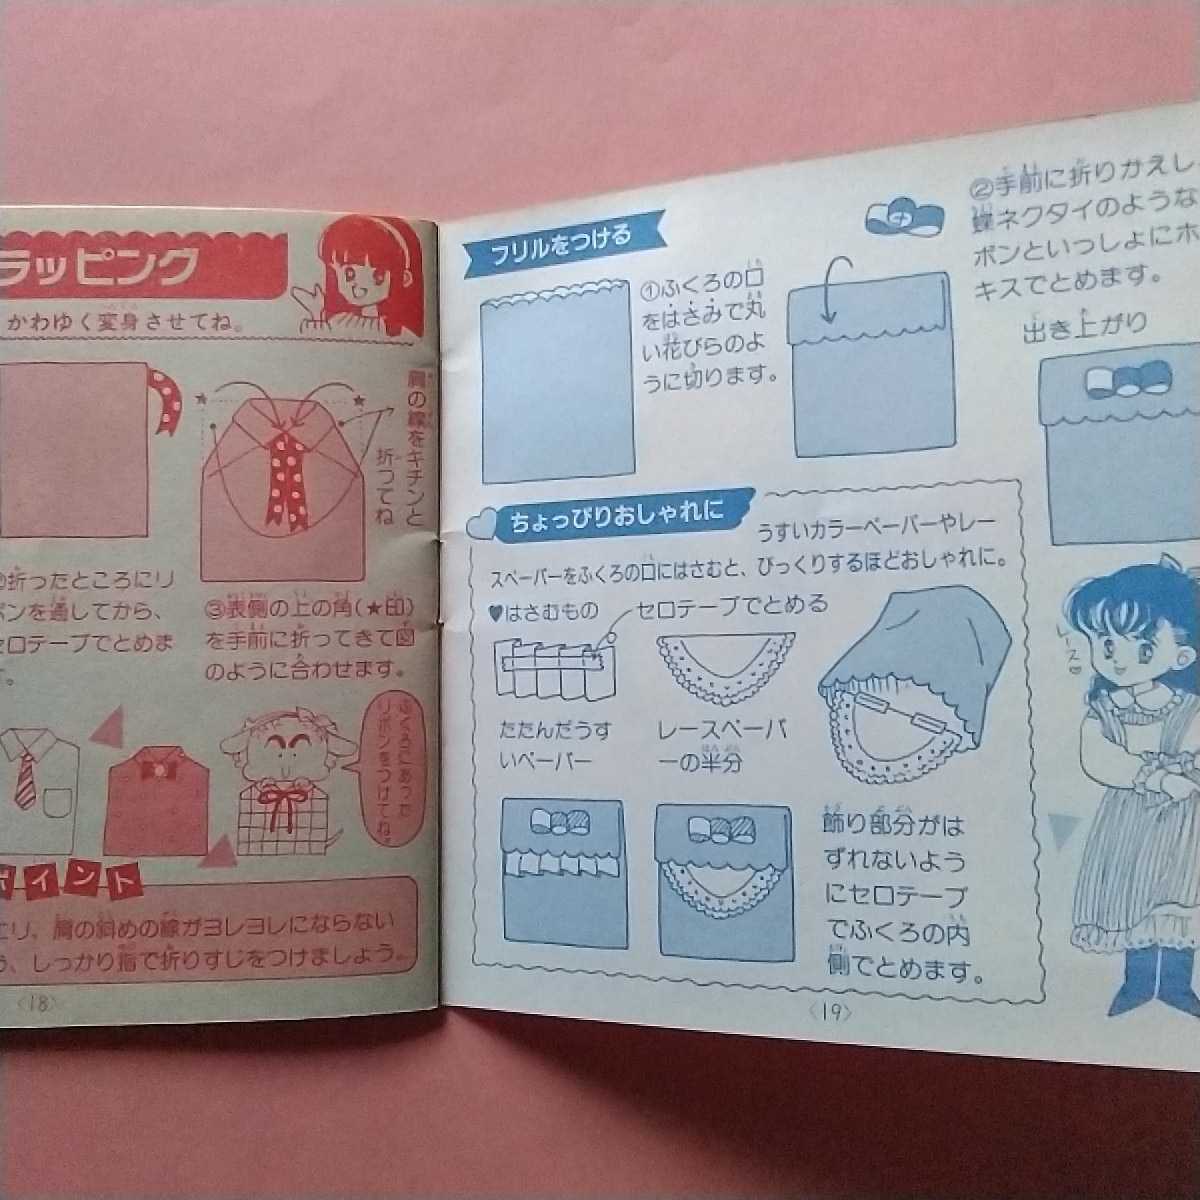 ラッピング
かわゆく変身させてね。
肩の線をキチンと
折ってね
折ったところにリ
ボンを通してから、
セロテープでとめま
す。
③表側の上の角(★印)
を手前に折ってきて図
のように合わせます。
ふくろにあった
リボンをつけてね。
ポイント
肩の斜めの線がヨレヨレにならない
う、しっかり指で折りすじをつけましょう。
〈18〉
フリルをつける
①ふくろの口
をはさみで丸
い花びらのよ
うに切ります。
②手前に折りかえし
蝶ネクタイのような
ボンといっしょにホ
キスでとめます。
出き上がり
ちょっぴりおしゃれに
うすいカラーペーパーやレー
スペーパーをふくろの口にはさむと、びっくりするほどおしゃれに。
♥はさむもの
セロテープでとめる
たたんだうす
いペーパー
レースペーパ
ーの半分
飾り部分がは
ずれないよう
にセロテープ
でふくろの内
側でとめます。
レース♡
〈19〉